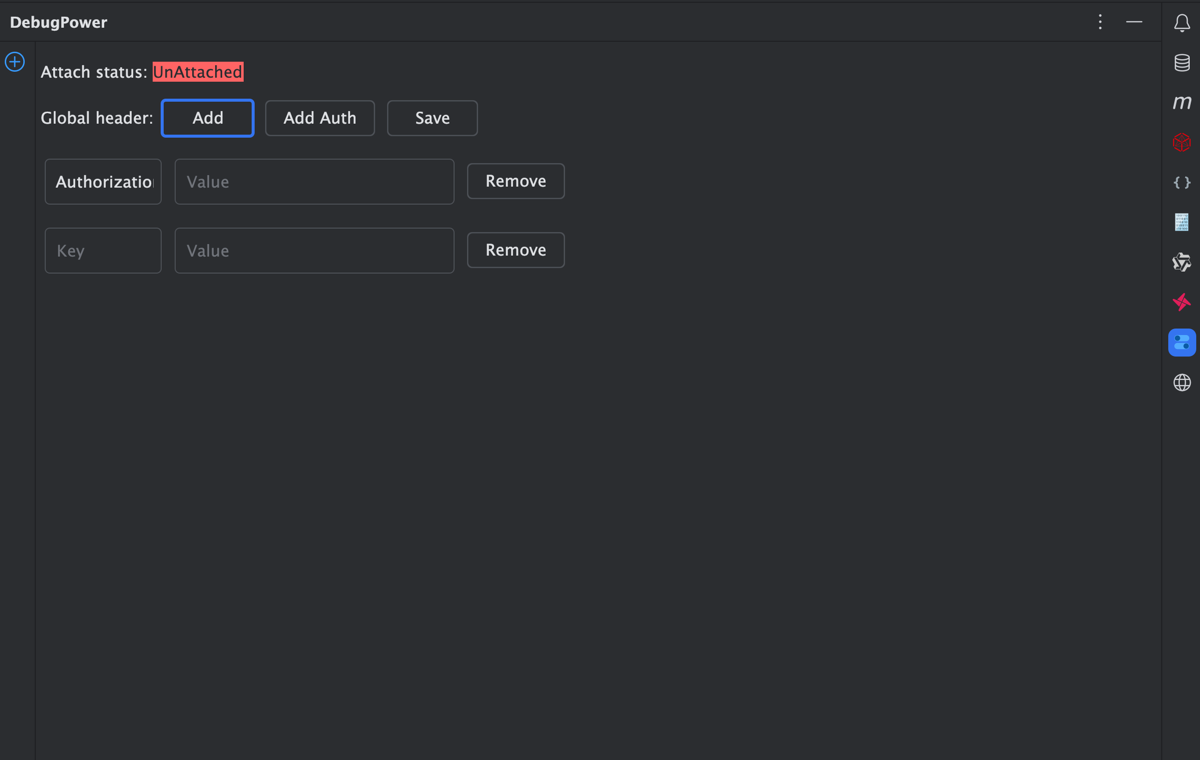 DebugPower
Attach status: UnAttached
Global header: Add Add Auth Save
Authorizatio Value Remove
Key Value Remove
m
{ }